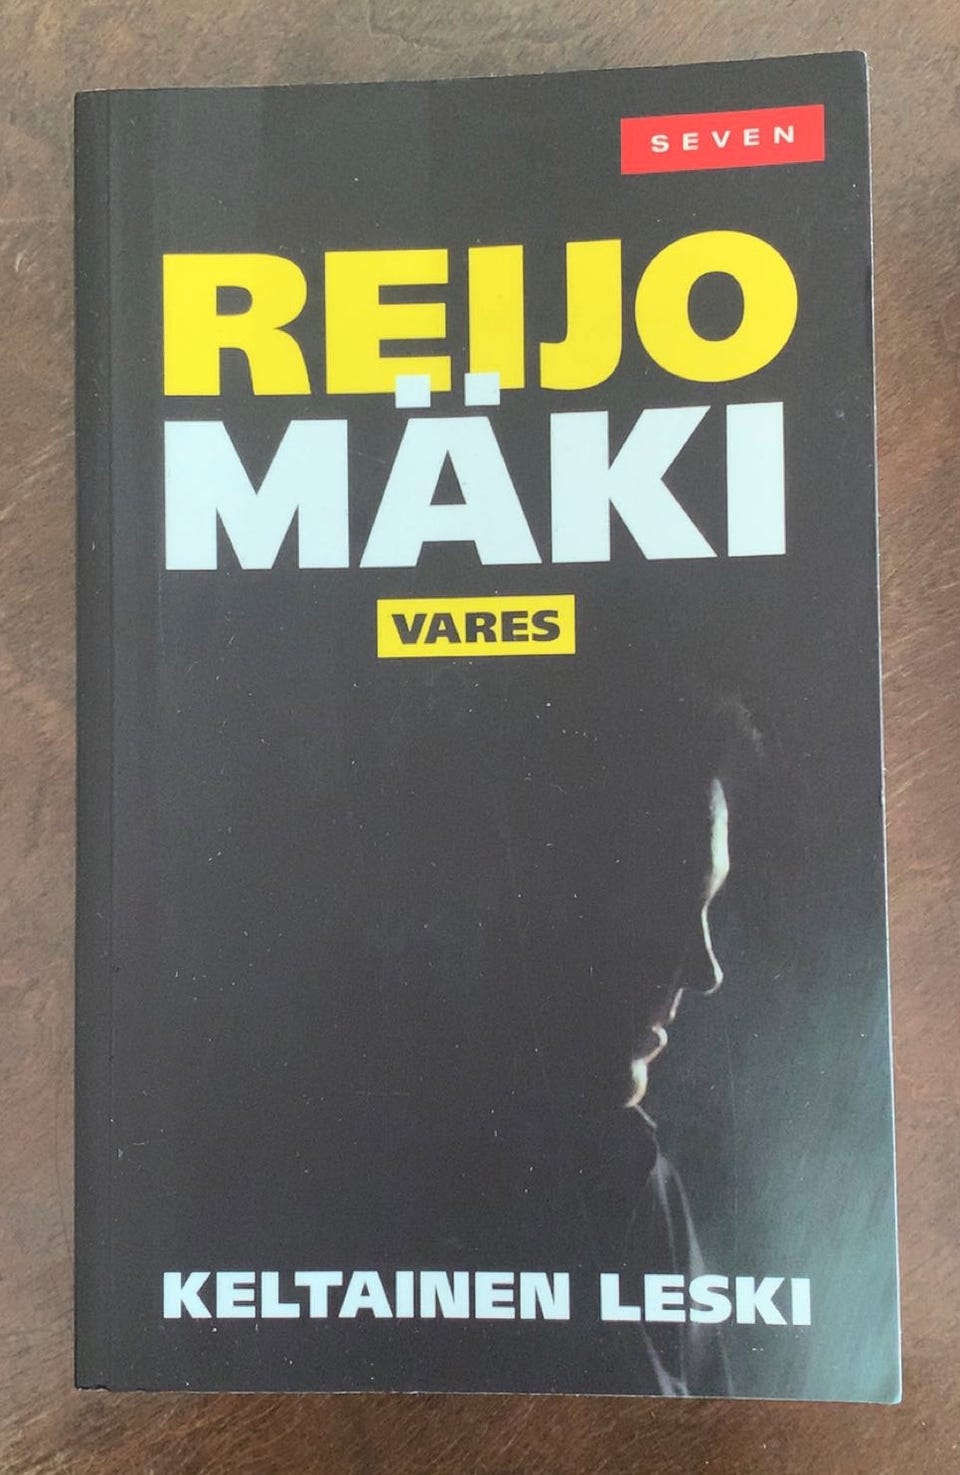 SEVEN
REIJO
MÄKI
VARES
KELTAINEN LESKI